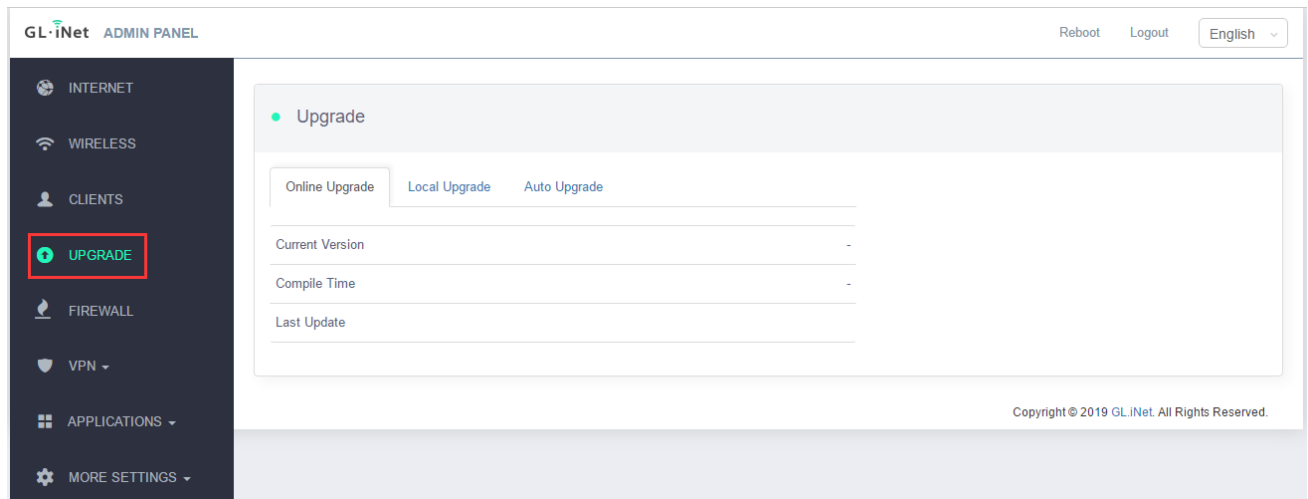 GL·iNet ADMIN PANEL
Reboot Logout English
INTERNET
WIRELESS
CLIENTS
UPGRADE
FIREWALL
VPN
APPLICATIONS
MORE SETTINGS
Upgrade
Online Upgrade Local Upgrade Auto Upgrade
Current Version -
Compile Time -
Last Update
Copyright © 2019 GL.iNet. All Rights Reserved.